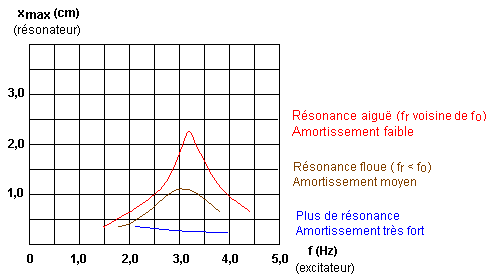 xmax (cm)
(résonateur)
3,0
2,0
1,0
0
0
1,0
2,0
3,0
4,0
5,0
f (Hz)
(excitateur)
Résonance aiguë (fr voisine de fo)
Amortissement faible
Résonance floue (fr < fo)
Amortissement moyen
Plus de résonance
Amortissement très fort